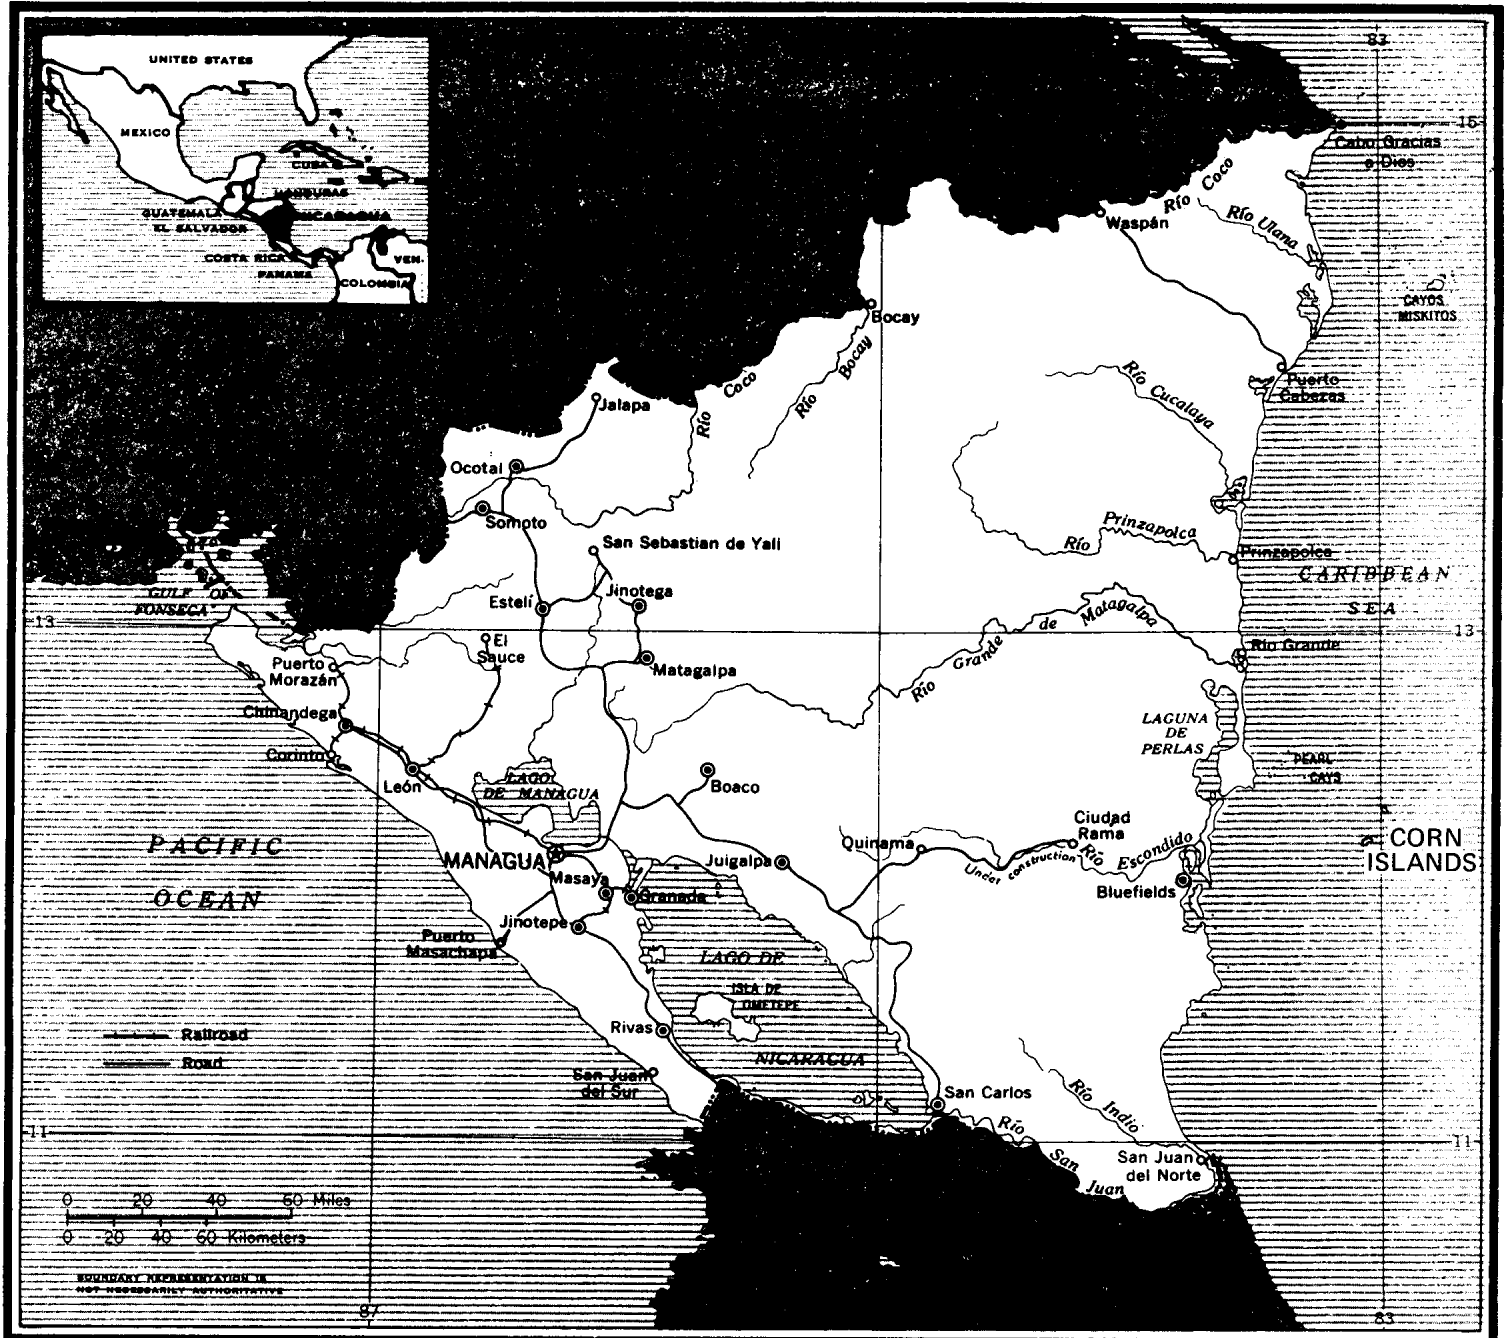 UNITED STATES
MEXICO
CUBA
HONDURAS
GUATEMALA
NICARAGUA
EL SALVADOR
COSTA RICA
PANAMA
VEN.
COLOMBIA
83
15
Cabo Gracias
a Dios
Río Coco
Waspán
Río Ulana
CAYOS
MISKITOS
Bocay
Río Bocay
Puerto
Cabezas
Río Cucalaya
Jalapa
Río Coco
Ocotal
Somoto
San Sebastian de Yali
Río Prinzapolca
Prinzapolca
CARIBBEAN
SEA
GULF OF
FONSECA
Estelí
Jinotega
13
13
El
Sauce
Matagalpa
Río Grande de Matagalpa
Río Grande
Puerto
Morazán
Chinandega
Corinto
León
LAGO
DE MANAGUA
Boaco
LAGUNA
DE
PERLAS
PEARL
CAYS
PACIFIC
OCEAN
MANAGUA
Masaya
Granada
Juigalpa
Quinama
Under construction
Ciudad
Rama
Río Escondido
Bluefields
CORN
ISLANDS
Jinotepe
Puerto
Masachapa
LAGO DE
NICARAGUA
ISLA DE
OMETEPE
Rivas
San Juan
del Sur
San Carlos
Río San Juan
Río Indio
San Juan
del Norte
11
11
Railroad
Road
0 20 40 60 Miles
0 20 40 60 Kilometers
BOUNDARY REPRESENTATION IS
NOT NECESSARILY AUTHORITATIVE
87
83